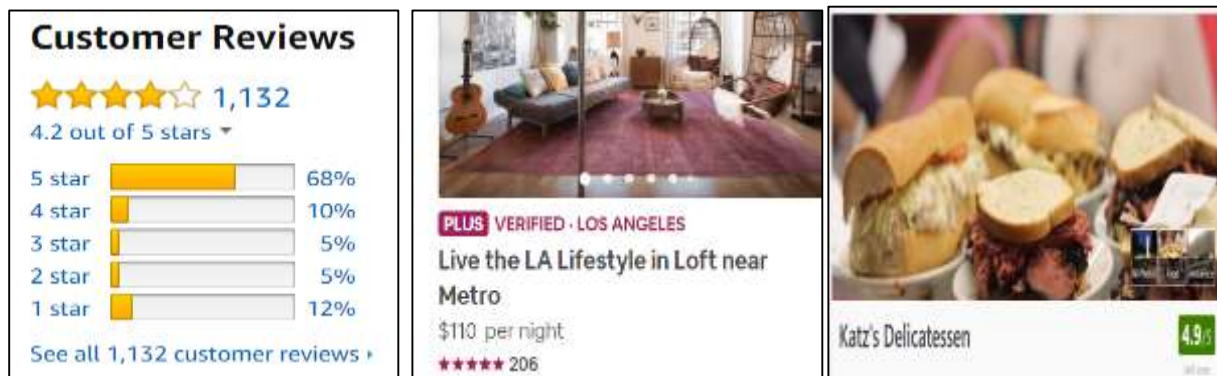 Customer Reviews
1,132
4.2 out of 5 stars
5 star 68%
4 star 10%
3 star 5%
2 star 5%
1 star 12%
See all 1,132 customer reviews
PLUS VERIFIED · LOS ANGELES
Live the LA Lifestyle in Loft near
Metro
$110 per night
206
Katz's Delicatessen
4.9/5